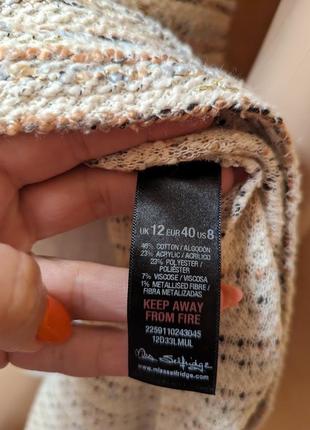 UK 12 EUR 40 US 8
46% COTTON / ALGODÓN
23% ACRYLIC / ACRÍLICO
23% POLYESTER /
POLIÉSTER
7% VISCOSE / VISCOSA
1% METALLISED FIBRE /
FIBRA METALIZADAS
KEEP AWAY
FROM FIRE
2259110243045
12D33LMUL
Miss Selfridge
www.missselfridge.com